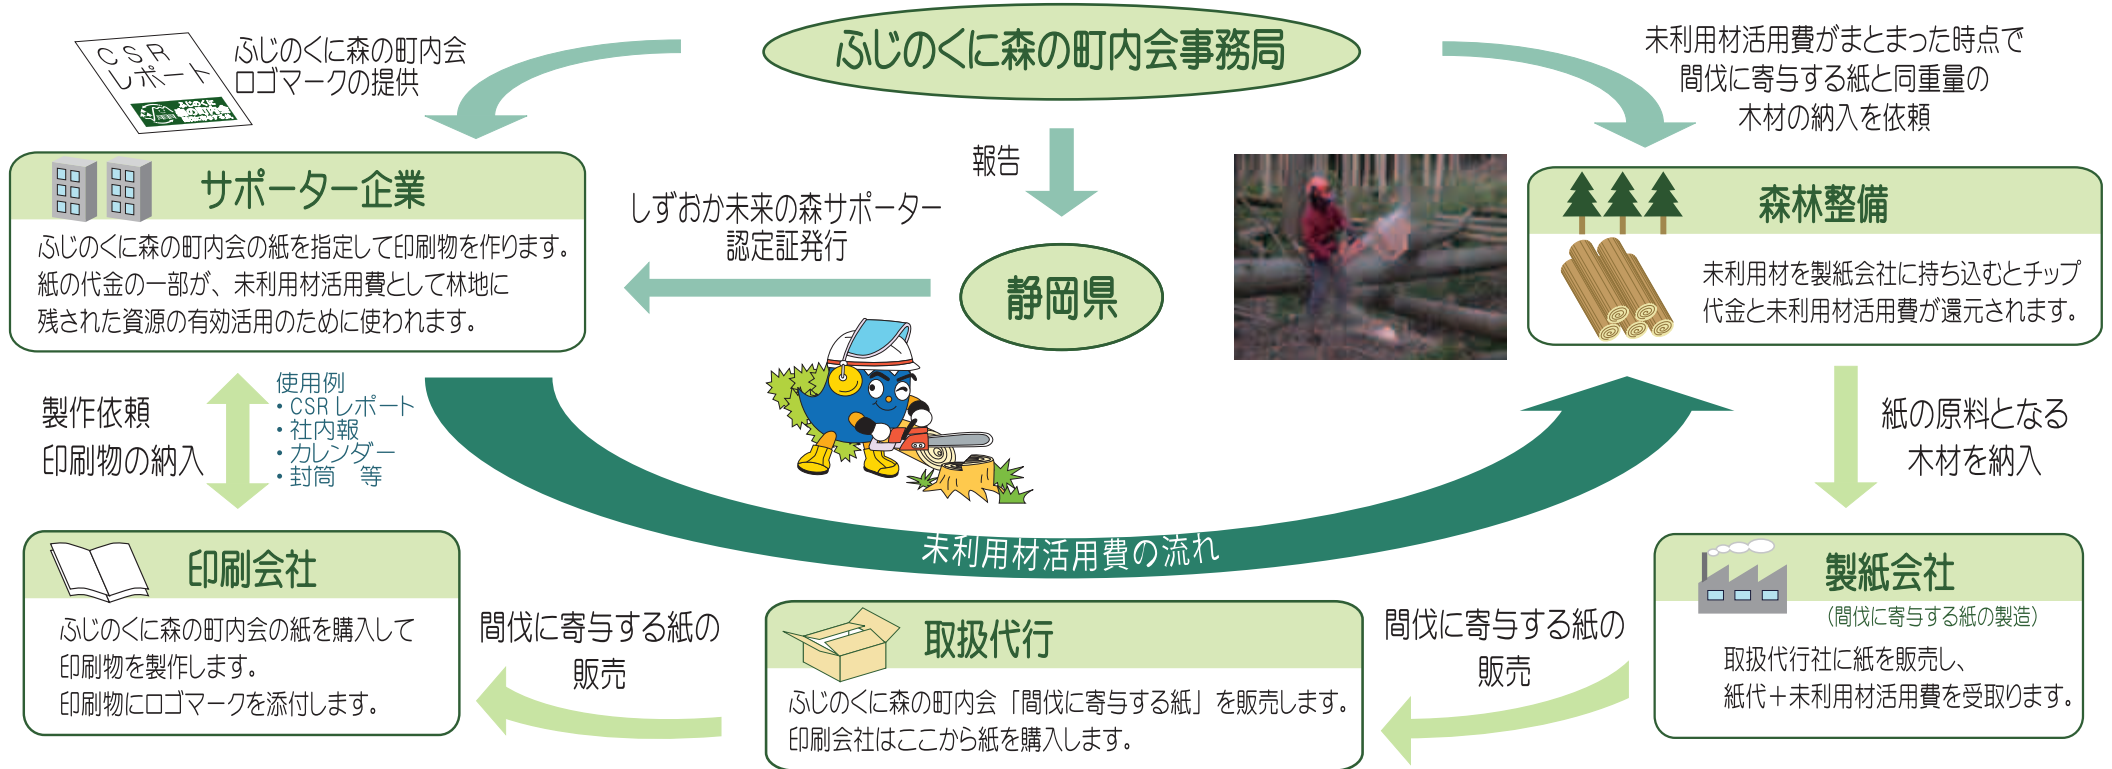 ふじのくに森の町内会事務局
CSR
レポート
ふじのくに森の町内会
ロゴマークの提供
未利用材活用費がまとまった時点で
間伐に寄与する紙と同重量の
木材の納入を依頼
報告
サポーター企業
ふじのくに森の町内会の紙を指定して印刷物を作ります。
紙の代金の一部が、未利用材活用費として林地に
残された資源の有効活用のために使われます。
しずおか未来の森サポーター
認定証発行
静岡県
森林整備
未利用材を製紙会社に持ち込むとチップ
代金と未利用材活用費が還元されます。
製作依頼
印刷物の納入
使用例
・CSRレポート
・社内報
・カレンダー
・封筒　等
紙の原料となる
木材を納入
未利用材活用費の流れ
印刷会社
ふじのくに森の町内会の紙を購入して
印刷物を製作します。
印刷物にロゴマークを添付します。
間伐に寄与する紙の
販売
取扱代行
ふじのくに森の町内会「間伐に寄与する紙」を販売します。
印刷会社はここから紙を購入します。
間伐に寄与する紙の
販売
製紙会社
（間伐に寄与する紙の製造）
取扱代行社に紙を販売し、
紙代＋未利用材活用費を受取ります。